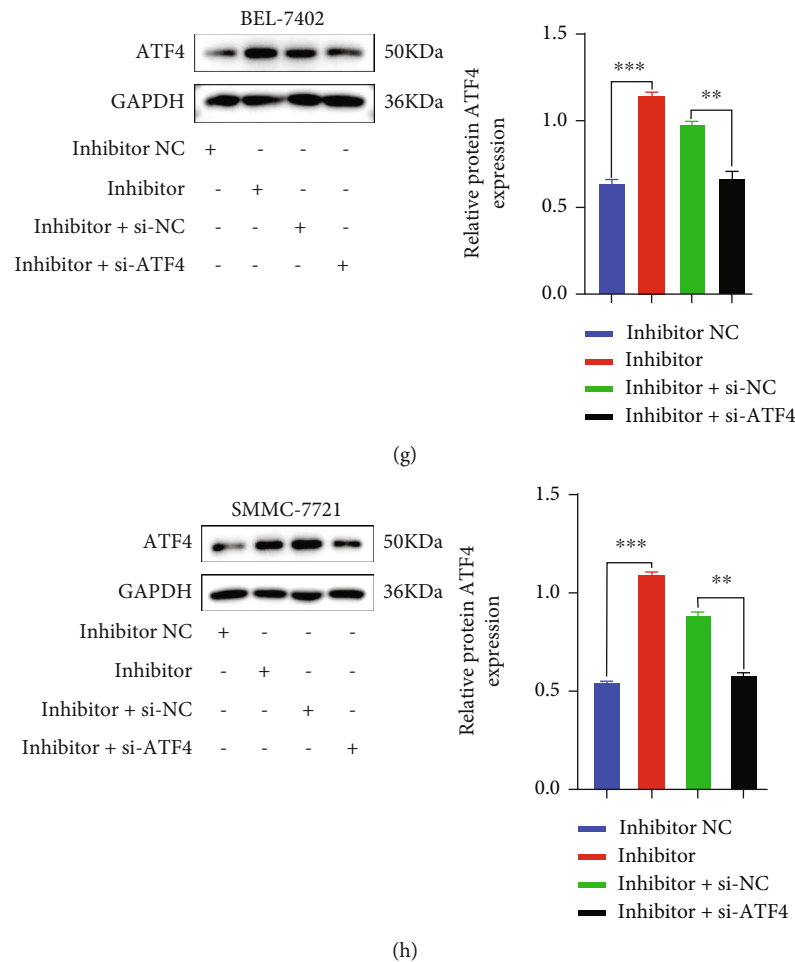 BEL-7402
ATF4 50KDa
GAPDH 36KDa
Inhibitor NC + - - -
Inhibitor - + - -
Inhibitor + si-NC - - + -
Inhibitor + si-ATF4 - - - +
Relative protein ATF4
expression
1.5
1.0
0.5
0.0
***
**
Inhibitor NC
Inhibitor
Inhibitor + si-NC
Inhibitor + si-ATF4
(g)
SMMC-7721
ATF4 50KDa
GAPDH 36KDa
Inhibitor NC + - - -
Inhibitor - + - -
Inhibitor + si-NC - - + -
Inhibitor + si-ATF4 - - - +
Relative protein ATF4
expression
1.5
1.0
0.5
0.0
***
**
Inhibitor NC
Inhibitor
Inhibitor + si-NC
Inhibitor + si-ATF4
(h)